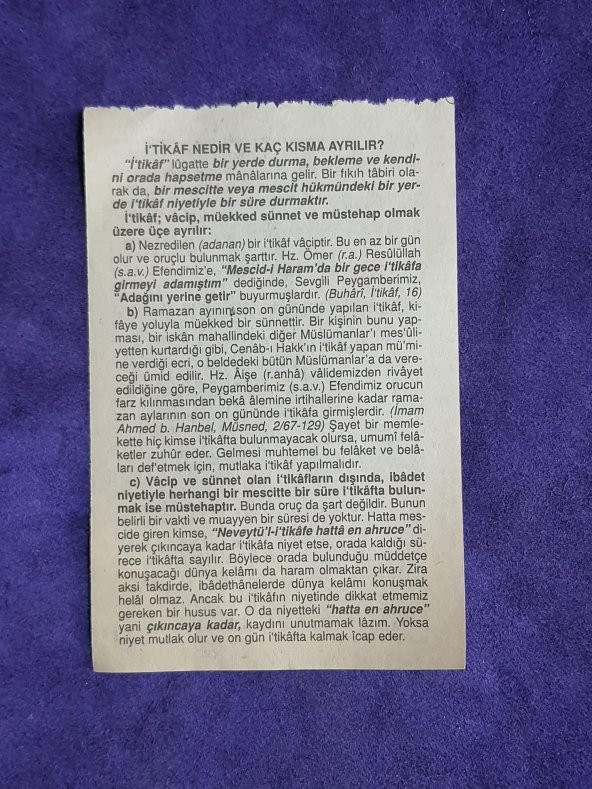 İ'TİKÂF NEDİR VE KAÇ KISMA AYRILIR?
"İ'tikâf" lûgatte bir yerde durma, bekleme ve kendi-
ni orada hapsetme mânâlarına gelir. Bir fıkıh tâbiri ola-
rak da, bir mescitte veya mescit hükmündeki bir yer-
de i'tikâf niyetiyle bir süre durmaktır.
İ'tikâf; vâcip, müekked sünnet ve müstehap olmak
üzere üçe ayrılır:
a) Nezredilen (adanan) bir i'tikâf vâciptir. Bu en az bir gün
olur ve oruçlu bulunmak şarttır. Hz. Ömer (r.a.) Resûlüllah
(s.a.v.) Efendimiz'e, "Mescid-i Haram'da bir gece i'tikâfa
girmeyi adamıştım" dediğinde, Sevgili Peygamberimiz,
"Adağını yerine getir" buyurmuşlardır. (Buhârî, İ'tikâf, 16)
b) Ramazan ayının son on gününde yapılan i'tikâf, ki-
fâye yoluyla müekked bir sünnettir. Bir kişinin bunu yap-
ması, bir iskân mahallindeki diğer Müslümanlar'ı mes'ûli-
yetten kurtardığı gibi, Cenâb-ı Hakk'ın i'tikâf yapan mü'mi-
ne verdiği ecri, o beldedeki bütün Müslümanlar'a da vere-
ceği ümid edilir. Hz. Âişe (r.anhâ) vâlidemizden rivâyet
edildiğine göre, Peygamberimiz (s.a.v.) Efendimiz orucun
farz kılınmasından bekâ âlemine irtihallerine kadar rama-
zan aylarının son on gününde i'tikâfa girmişlerdir. (İmam
Ahmed b. Hanbel, Müsned, 2/67-129) Şayet bir memle-
kette hiç kimse i'tikâfta bulunmayacak olursa, umumî felâ-
ketler zuhûr eder. Gelmesi muhtemel bu felâket ve belâ-
ları def'etmek için, mutlaka i'tikâf yapılmalıdır.
c) Vâcip ve sünnet olan i'tikâfların dışında, ibâdet
niyetiyle herhangi bir mescitte bir süre i'tikâfta bulun-
mak ise müstehaptır. Bunda oruç da şart değildir. Bunun
belirli bir vakti ve muayyen bir süresi de yoktur. Hatta mes-
cide giren kimse, "Neveytü'l-i'tikâfe hattâ en ahruce" di-
yerek çıkıncaya kadar i'tikâfa niyet etse, orada kaldığı sü-
rece i'tikâfta sayılır. Böylece orada bulunduğu müddetçe
konuşacağı dünya kelâmı da haram olmaktan çıkar. Zira
aksi takdirde, ibâdethânelerde dünya kelâmı konuşmak
helâl olmaz. Ancak bu i'tikâfın niyetinde dikkat etmemiz
gereken bir husus var. O da niyetteki "hatta en ahruce"
yani çıkıncaya kadar, kaydını unutmamak lâzım. Yoksa
niyet mutlak olur ve on gün i'tikâfta kalmak îcap eder.